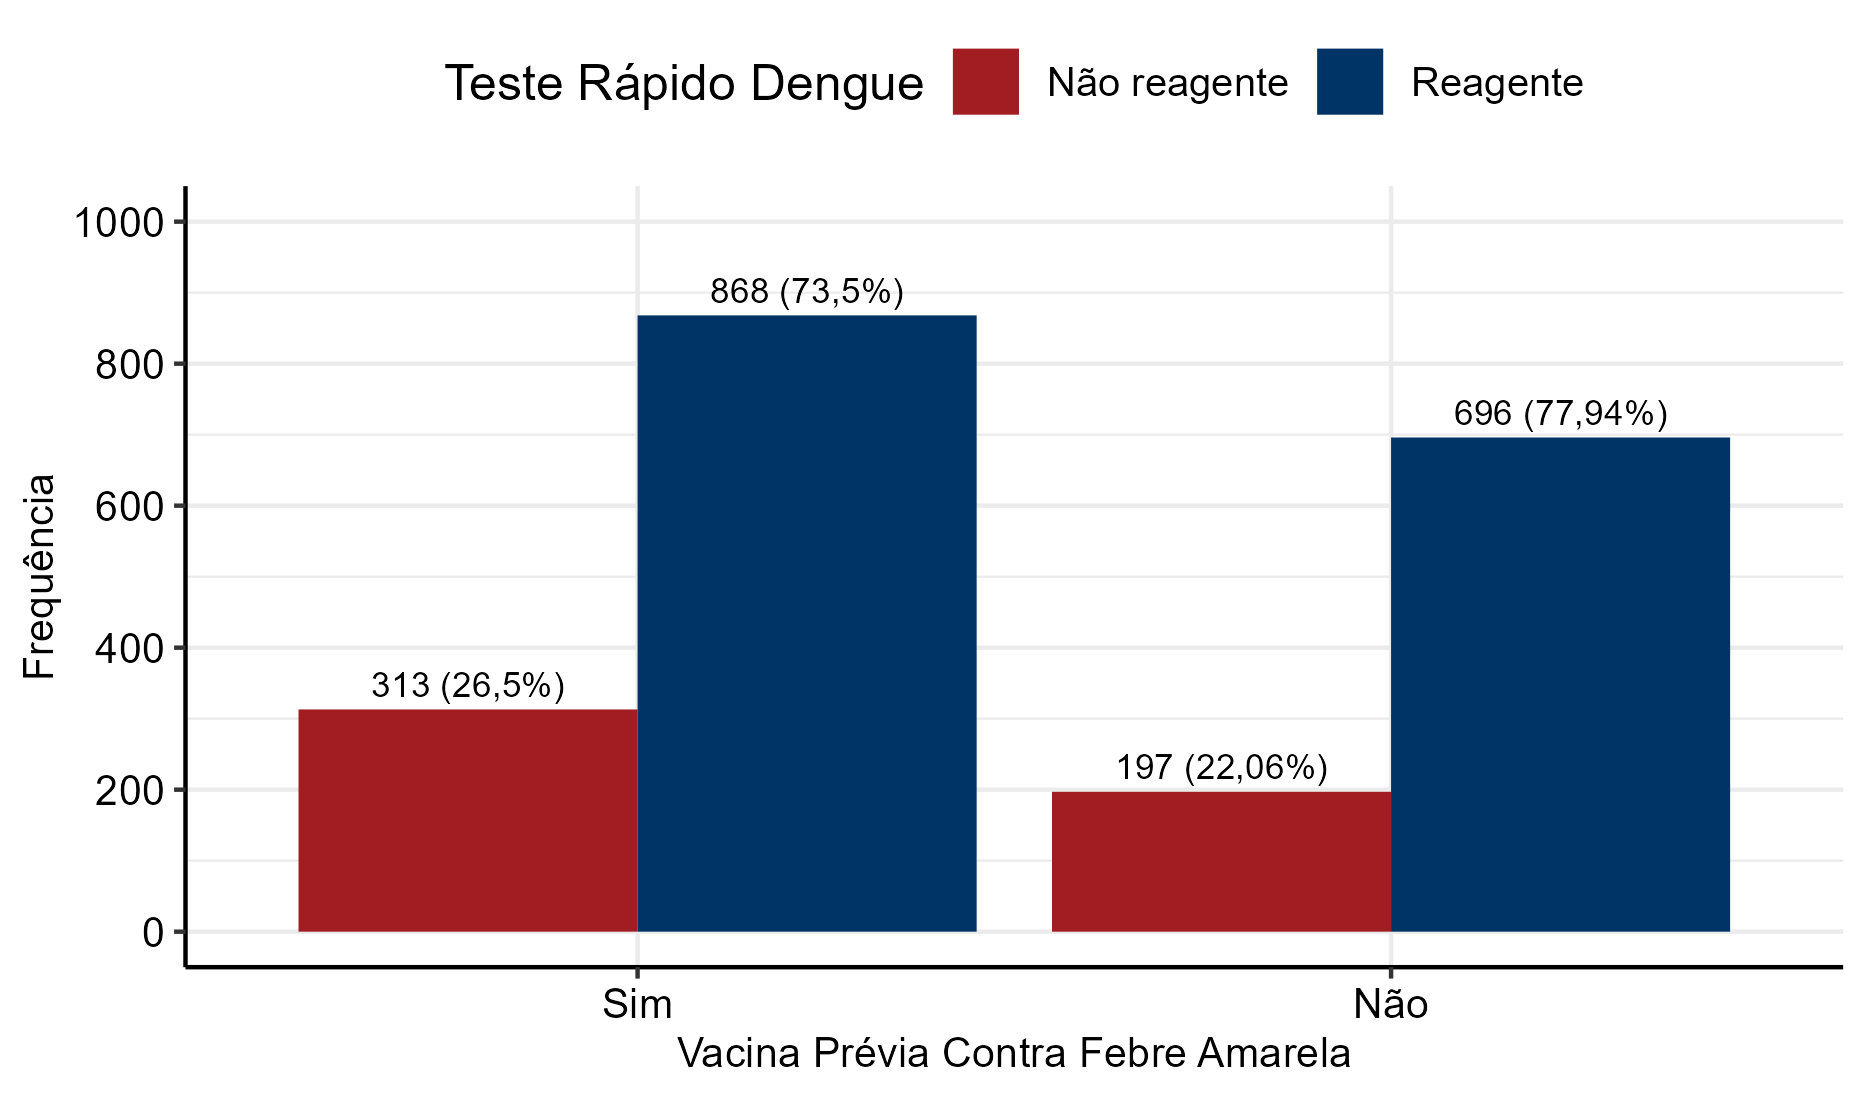 Teste Rápido Dengue Não reagente Reagente
Frequência
1000
800
600
400
200
0
313 (26,5%)
868 (73,5%)
197 (22,06%)
696 (77,94%)
Sim
Não
Vacina Prévia Contra Febre Amarela